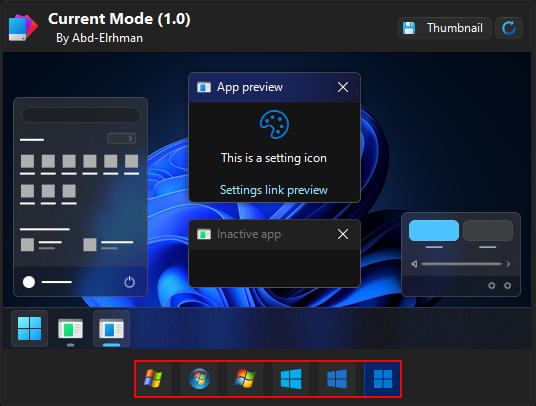 Current Mode (1.0)
By Abd-Elrhman
Thumbnail
App preview
This is a setting icon
Settings link preview
Inactive app